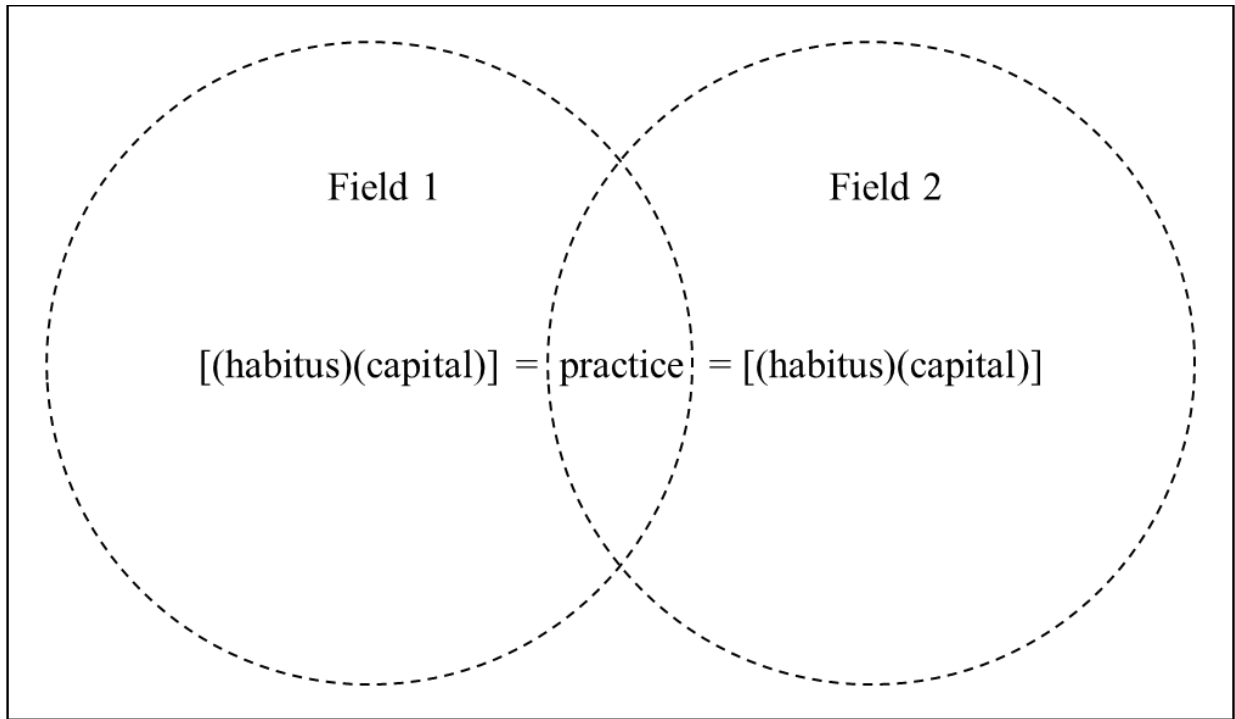 Field 1
Field 2
[(habitus)(capital)] = practice = [(habitus)(capital)]